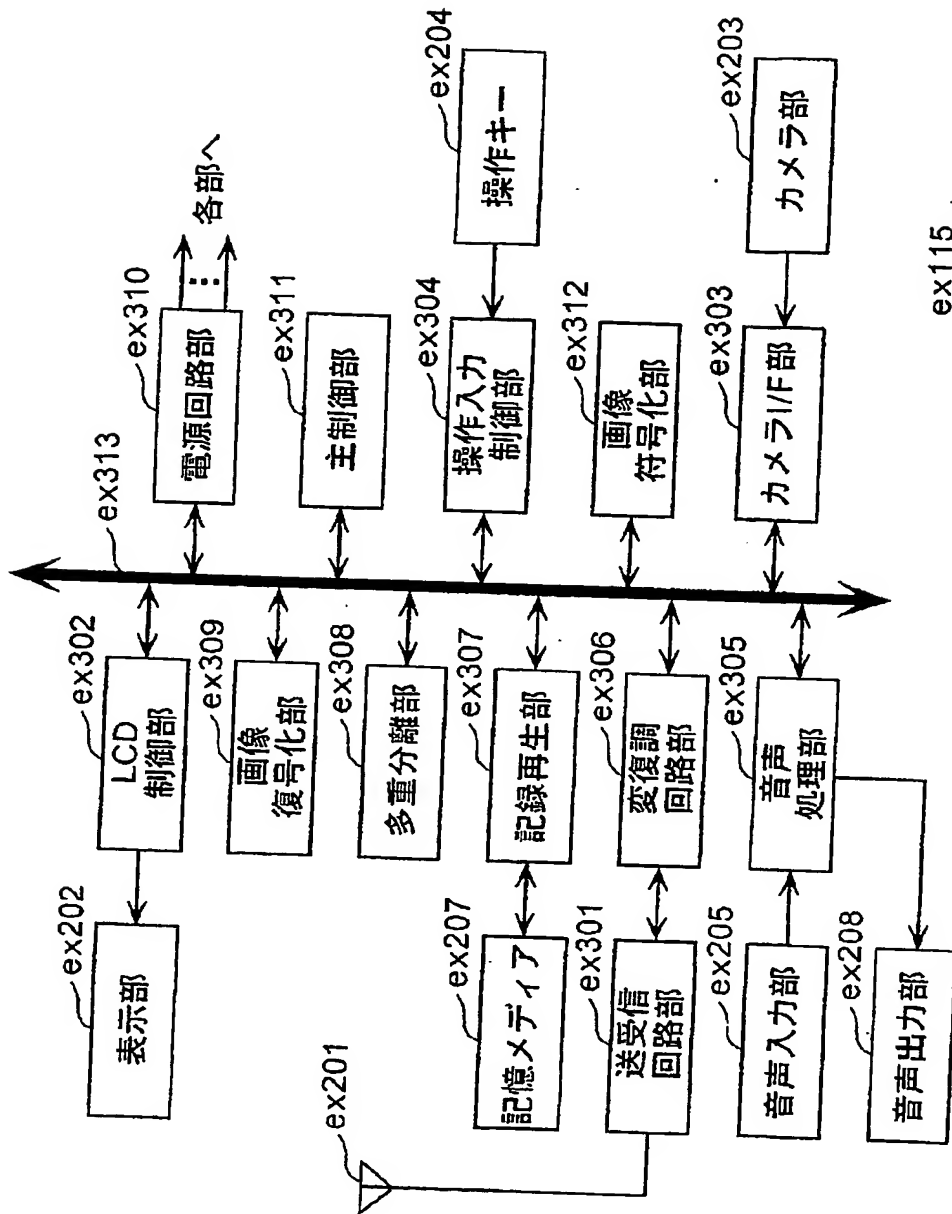 ex201
ex202
表示部
ex302
LCD
制御部
ex309
画像
復号化部
ex308
多重分離部
ex207
記憶メディア
ex307
記録再生部
ex301
送受信
回路部
ex306
変復調
回路部
ex205
音声入力部
ex305
音声
処理部
ex208
音声出力部
ex313
ex310
電源回路部
各部へ
ex311
主制御部
ex304
操作入力
制御部
ex204
操作キー
ex312
画像
符号化部
ex303
カメラI/F部
ex203
カメラ部
ex115